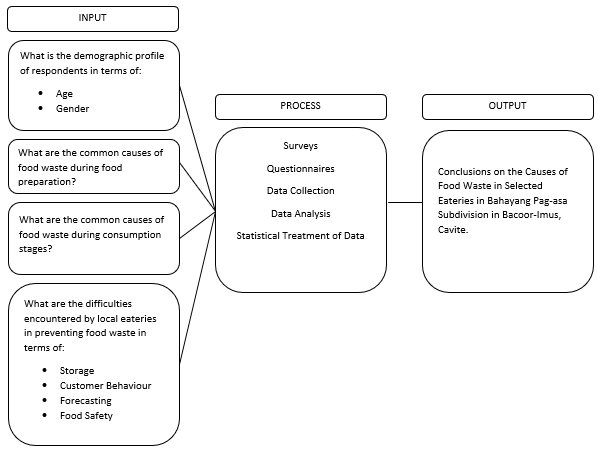 INPUT
What is the demographic profile
of respondents in terms of:
• Age
• Gender
What are the common causes of
food waste during food
preparation?
What are the common causes of
food waste during consumption
stages?
What are the difficulties
encountered by local eateries
in preventing food waste in
terms of:
• Storage
• Customer Behaviour
• Forecasting
• Food Safety
PROCESS
Surveys
Questionnaires
Data Collection
Data Analysis
Statistical Treatment of Data
OUTPUT
Conclusions on the Causes of
Food Waste in Selected
Eateries in Bahayang Pag-asa
Subdivision in Bacoor-Imus,
Cavite.